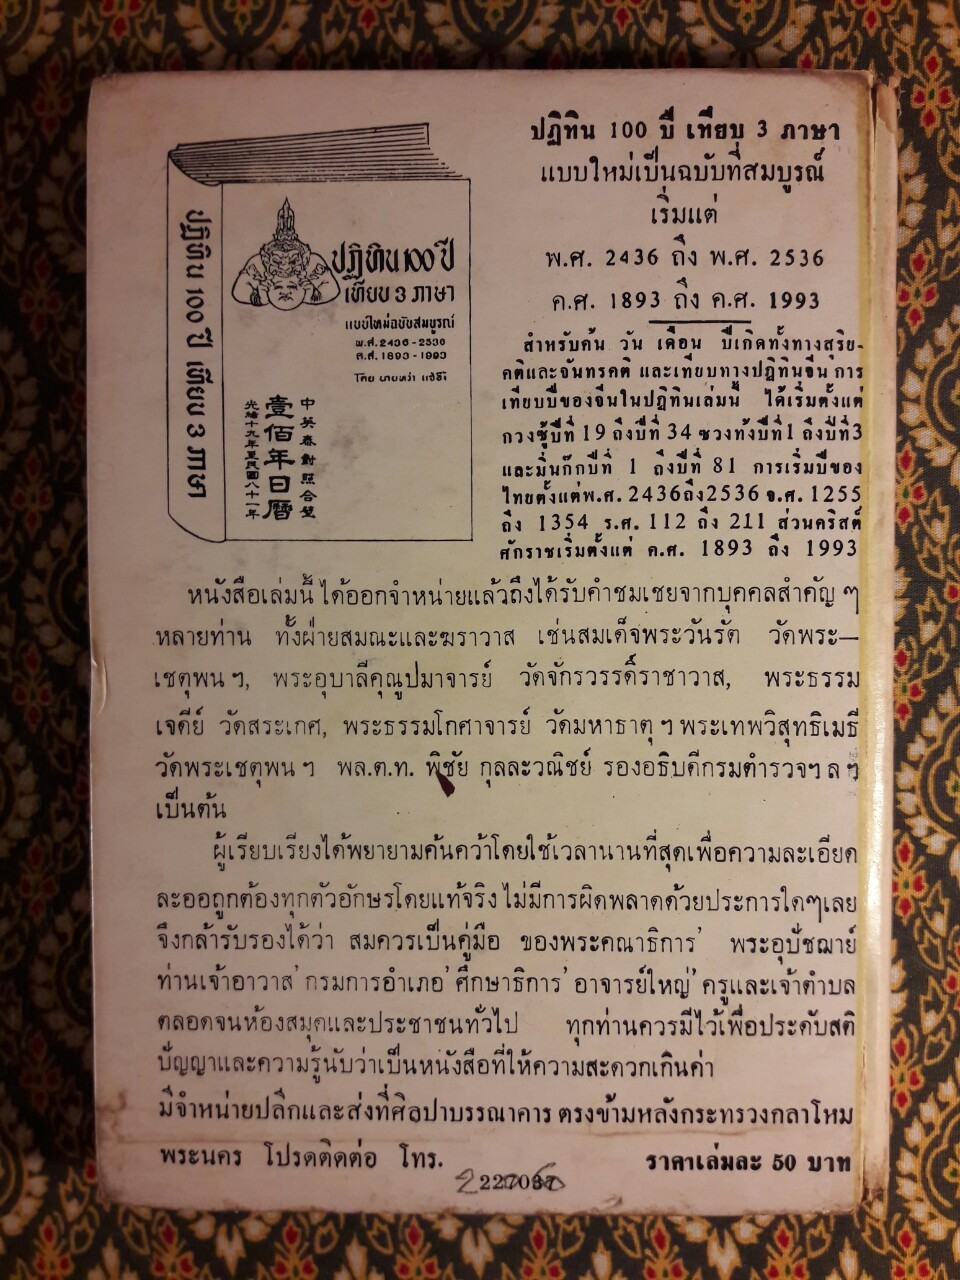 ปฏิทิน 100 ปี เทียบ 3 ภาษา
แบบใหม่เป็นฉบับที่สมบูรณ์
เริ่มแต่
พ.ศ. 2436 ถึง พ.ศ. 2536
ค.ศ. 1893 ถึง ค.ศ. 1993
ปฏิทิน 100 ปี เทียบ 3 ภาษา
ปฏิทิน 100 ปี
เทียบ 3 ภาษา
แบบใหม่ฉบับสมบูรณ์
พ.ศ. 2436 - 2536
ค.ศ. 1893 - 1993
โดย นายหว่า
中英泰對照合璧
壹佰年日曆
光緒十九年至民國八十一年
สำหรับค้น วัน เดือน ปีเกิดทั้งทางสุริย-
คติและจันทรคติ และเทียบทางปฏิทินจีน การ
เทียบปีของจีนในปฏิทินเล่มนี้ ได้เริ่มตั้งแต่
กวงซู้ปีที่ 19 ถึงปีที่ 34 ซวงท้งปีที่ 1 ถึงปีที่ 3
และมิ่นก๊กปีที่ 1 ถึงปีที่ 81 การเริ่มปีของ
ไทยตั้งแต่พ.ศ. 2436ถึง2536 จ.ศ. 1255
ถึง 1354 ร.ศ. 112 ถึง 211 ส่วนคริสต์
ศักราชเริ่มตั้งแต่ ค.ศ. 1893 ถึง 1993
หนังสือเล่มนี้ ได้ออกจำหน่ายแล้วถึงได้รับคำชมเชยจากบุคคลสำคัญ ๆ
หลายท่าน ทั้งฝ่ายสมณะและฆราวาส เช่นสมเด็จพระวันรัต วัดพระ—
เชตุพน ฯ, พระอุบาลีคุณูปมาจารย์ วัดจักรวรรดิ์ราชาวาส, พระธรรม
เจดีย์ วัดสระเกศ, พระธรรมโกศาจารย์ วัดมหาธาตุ ฯ พระเทพวิสุทธิเมธี
วัดพระเชตุพน ฯ พล.ต.ท. พิชัย กุลละวณิชย์ รองอธิบดีกรมตำรวจฯ ล ฯ
เป็นต้น
ผู้เรียบเรียงได้พยายามค้นคว้าโดยใช้เวลานานที่สุดเพื่อความละเอียด
ละออถูกต้องทุกตัวอักษรโดยแท้จริง ไม่มีการผิดพลาดด้วยประการใดๆเลย
จึงกล้ารับรองได้ว่า สมควรเป็นคู่มือ ของพระคณาธิการ' พระอุปัชฌาย์
ท่านเจ้าอาวาส' กรมการอำเภอ' ศึกษาธิการ' อาจารย์ใหญ่' ครูและเจ้าตำบล
ตลอดจนห้องสมุดและประชาชนทั่วไป ทุกท่านควรมีไว้เพื่อประดับสติ
ปัญญาและความรู้นับว่าเป็นหนังสือที่ให้ความสะดวกเกินค่า
มีจำหน่ายปลีกและส่งที่ศิลปาบรรณาคาร ตรงข้ามหลังกระทรวงกลาโหม
พระนคร โปรดติดต่อ โทร. ราคาเล่มละ 50 บาท